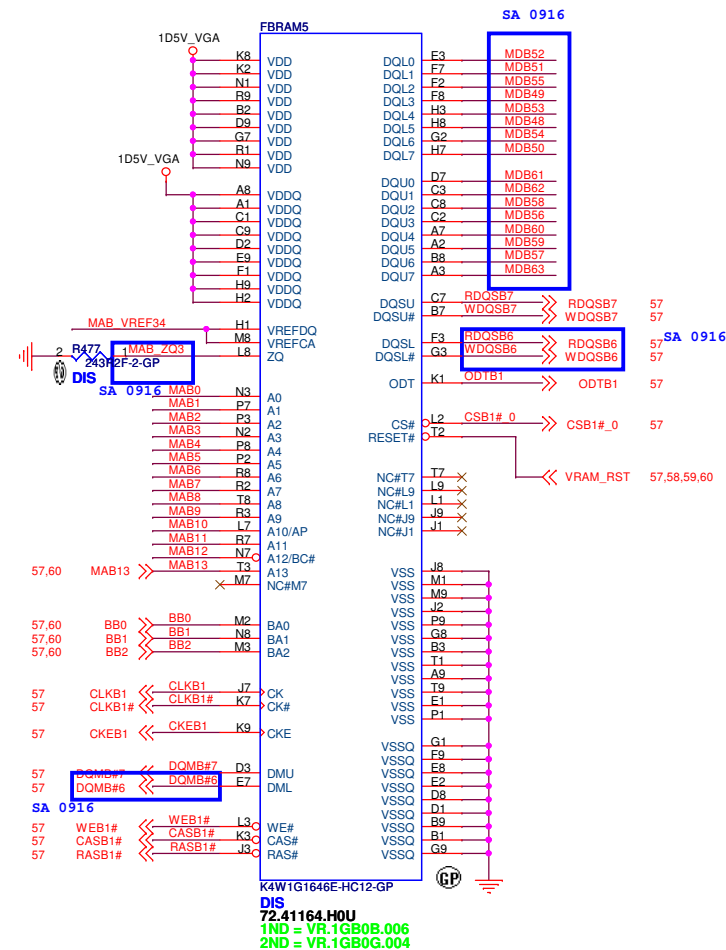 SA 0916
FBRAM5
1D5V_VGA
K8 VDD DQL0 E3 MDB52
K2 VDD DQL1 F7 MDB51
N1 VDD DQL2 F2 MDB55
R9 VDD DQL3 F8 MDB49
B2 VDD DQL4 H3 MDB53
D9 VDD DQL5 H8 MDB48
G7 VDD DQL6 G2 MDB54
R1 VDD DQL7 H7 MDB50
N9 VDD
1D5V_VGA
DQU0 D7 MDB61
A8 VDDQ DQU1 C3 MDB62
A1 VDDQ DQU2 C8 MDB58
C1 VDDQ DQU3 C2 MDB56
C9 VDDQ DQU4 A7 MDB60
D2 VDDQ DQU5 A2 MDB59
E9 VDDQ DQU6 B8 MDB57
F1 VDDQ DQU7 A3 MDB63
H9 VDDQ
H2 VDDQ DQSU C7 RDQSB7 RDQSB7 57
DQSU# B7 WDQSB7 WDQSB7 57
MAB_VREF34 H1 VREFDQ
M8 VREFCA DQSL F3 RDQSB6 RDQSB6 57 SA 0916
2 R477 1 MAB_ZQ3 L8 ZQ DQSL# G3 WDQSB6 WDQSB6 57
243R2F-2-GP
DIS
SA 0916
ODT K1 ODTB1 ODTB1 57
MAB0 N3 A0
MAB1 P7 A1
MAB2 P3 A2 CS# L2 CSB1#_0 CSB1#_0 57
MAB3 N2 A3 RESET# T2
MAB4 P8 A4
MAB5 P2 A5
MAB6 R8 A6 NC#T7 T7 VRAM_RST 57,58,59,60
MAB7 R2 A7 NC#L9 L9
MAB8 T8 A8 NC#L1 L1
MAB9 R3 A9 NC#J9 J9
MAB10 L7 A10/AP NC#J1 J1
MAB11 R7 A11
MAB12 N7 A12/BC#
57,60 MAB13 MAB13 T3 A13 VSS J8
M7 NC#M7 VSS M1
VSS M9
VSS J2
57,60 BB0 BB0 M2 BA0 VSS P9
57,60 BB1 BB1 N8 BA1 VSS G8
57,60 BB2 BB2 M3 BA2 VSS B3
VSS T1
VSS A9
57 CLKB1 CLKB1 J7 CK VSS T9
57 CLKB1# CLKB1# K7 CK# VSS E1
VSS P1
57 CKEB1 CKEB1 K9 CKE
VSSQ G1
VSSQ F9
57 DQMB#7 DQMB#7 D3 DMU VSSQ E8
57 DQMB#6 DQMB#6 E7 DML VSSQ E2
VSSQ D8
SA 0916
VSSQ D1
57 WEB1# WEB1# L3 WE# VSSQ B9
57 CASB1# CASB1# K3 CAS# VSSQ B1
57 RASB1# RASB1# J3 RAS# VSSQ G9
GP
K4W1G1646E-HC12-GP
DIS
72.41164.H0U
1ND = VR.1GB0B.006
2ND = VR.1GB0G.004